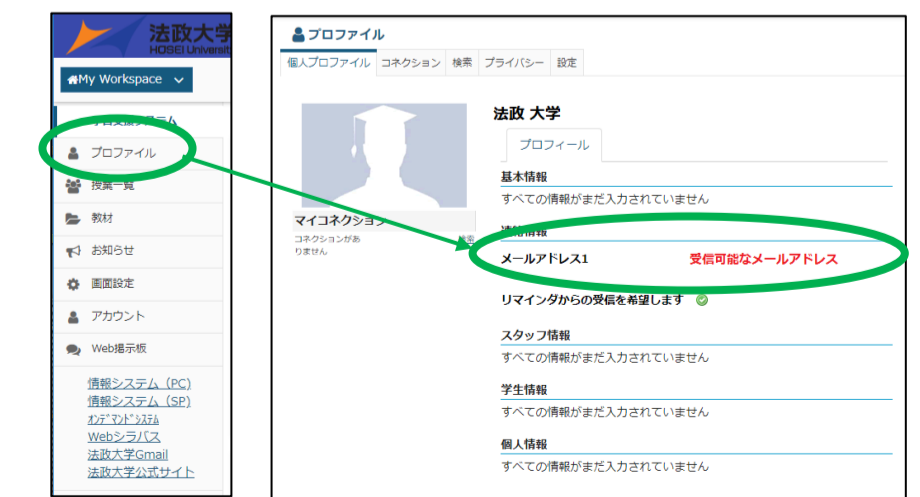 法政大学
HOSEI Universit
My Workspace
プロファイル
授業一覧
教材
お知らせ
画面設定
アカウント
Web掲示板
情報システム（PC)
情報システム（SP)
ｵﾝﾃﾞﾏﾝﾄﾞｼｽﾃﾑ
Webシラバス
法政大学Gmail
法政大学公式サイト
プロファイル
個人プロファイル コネクション 検索 プライバシー 設定
法政 大学
プロフィール
基本情報
すべての情報がまだ入力されていません
マイコネクション
コネクションがあ 検索
りません
連絡情報
メールアドレス1 受信可能なメールアドレス
リマインダからの受信を希望します
スタッフ情報
すべての情報がまだ入力されていません
学生情報
すべての情報がまだ入力されていません
個人情報
すべての情報がまだ入力されていません